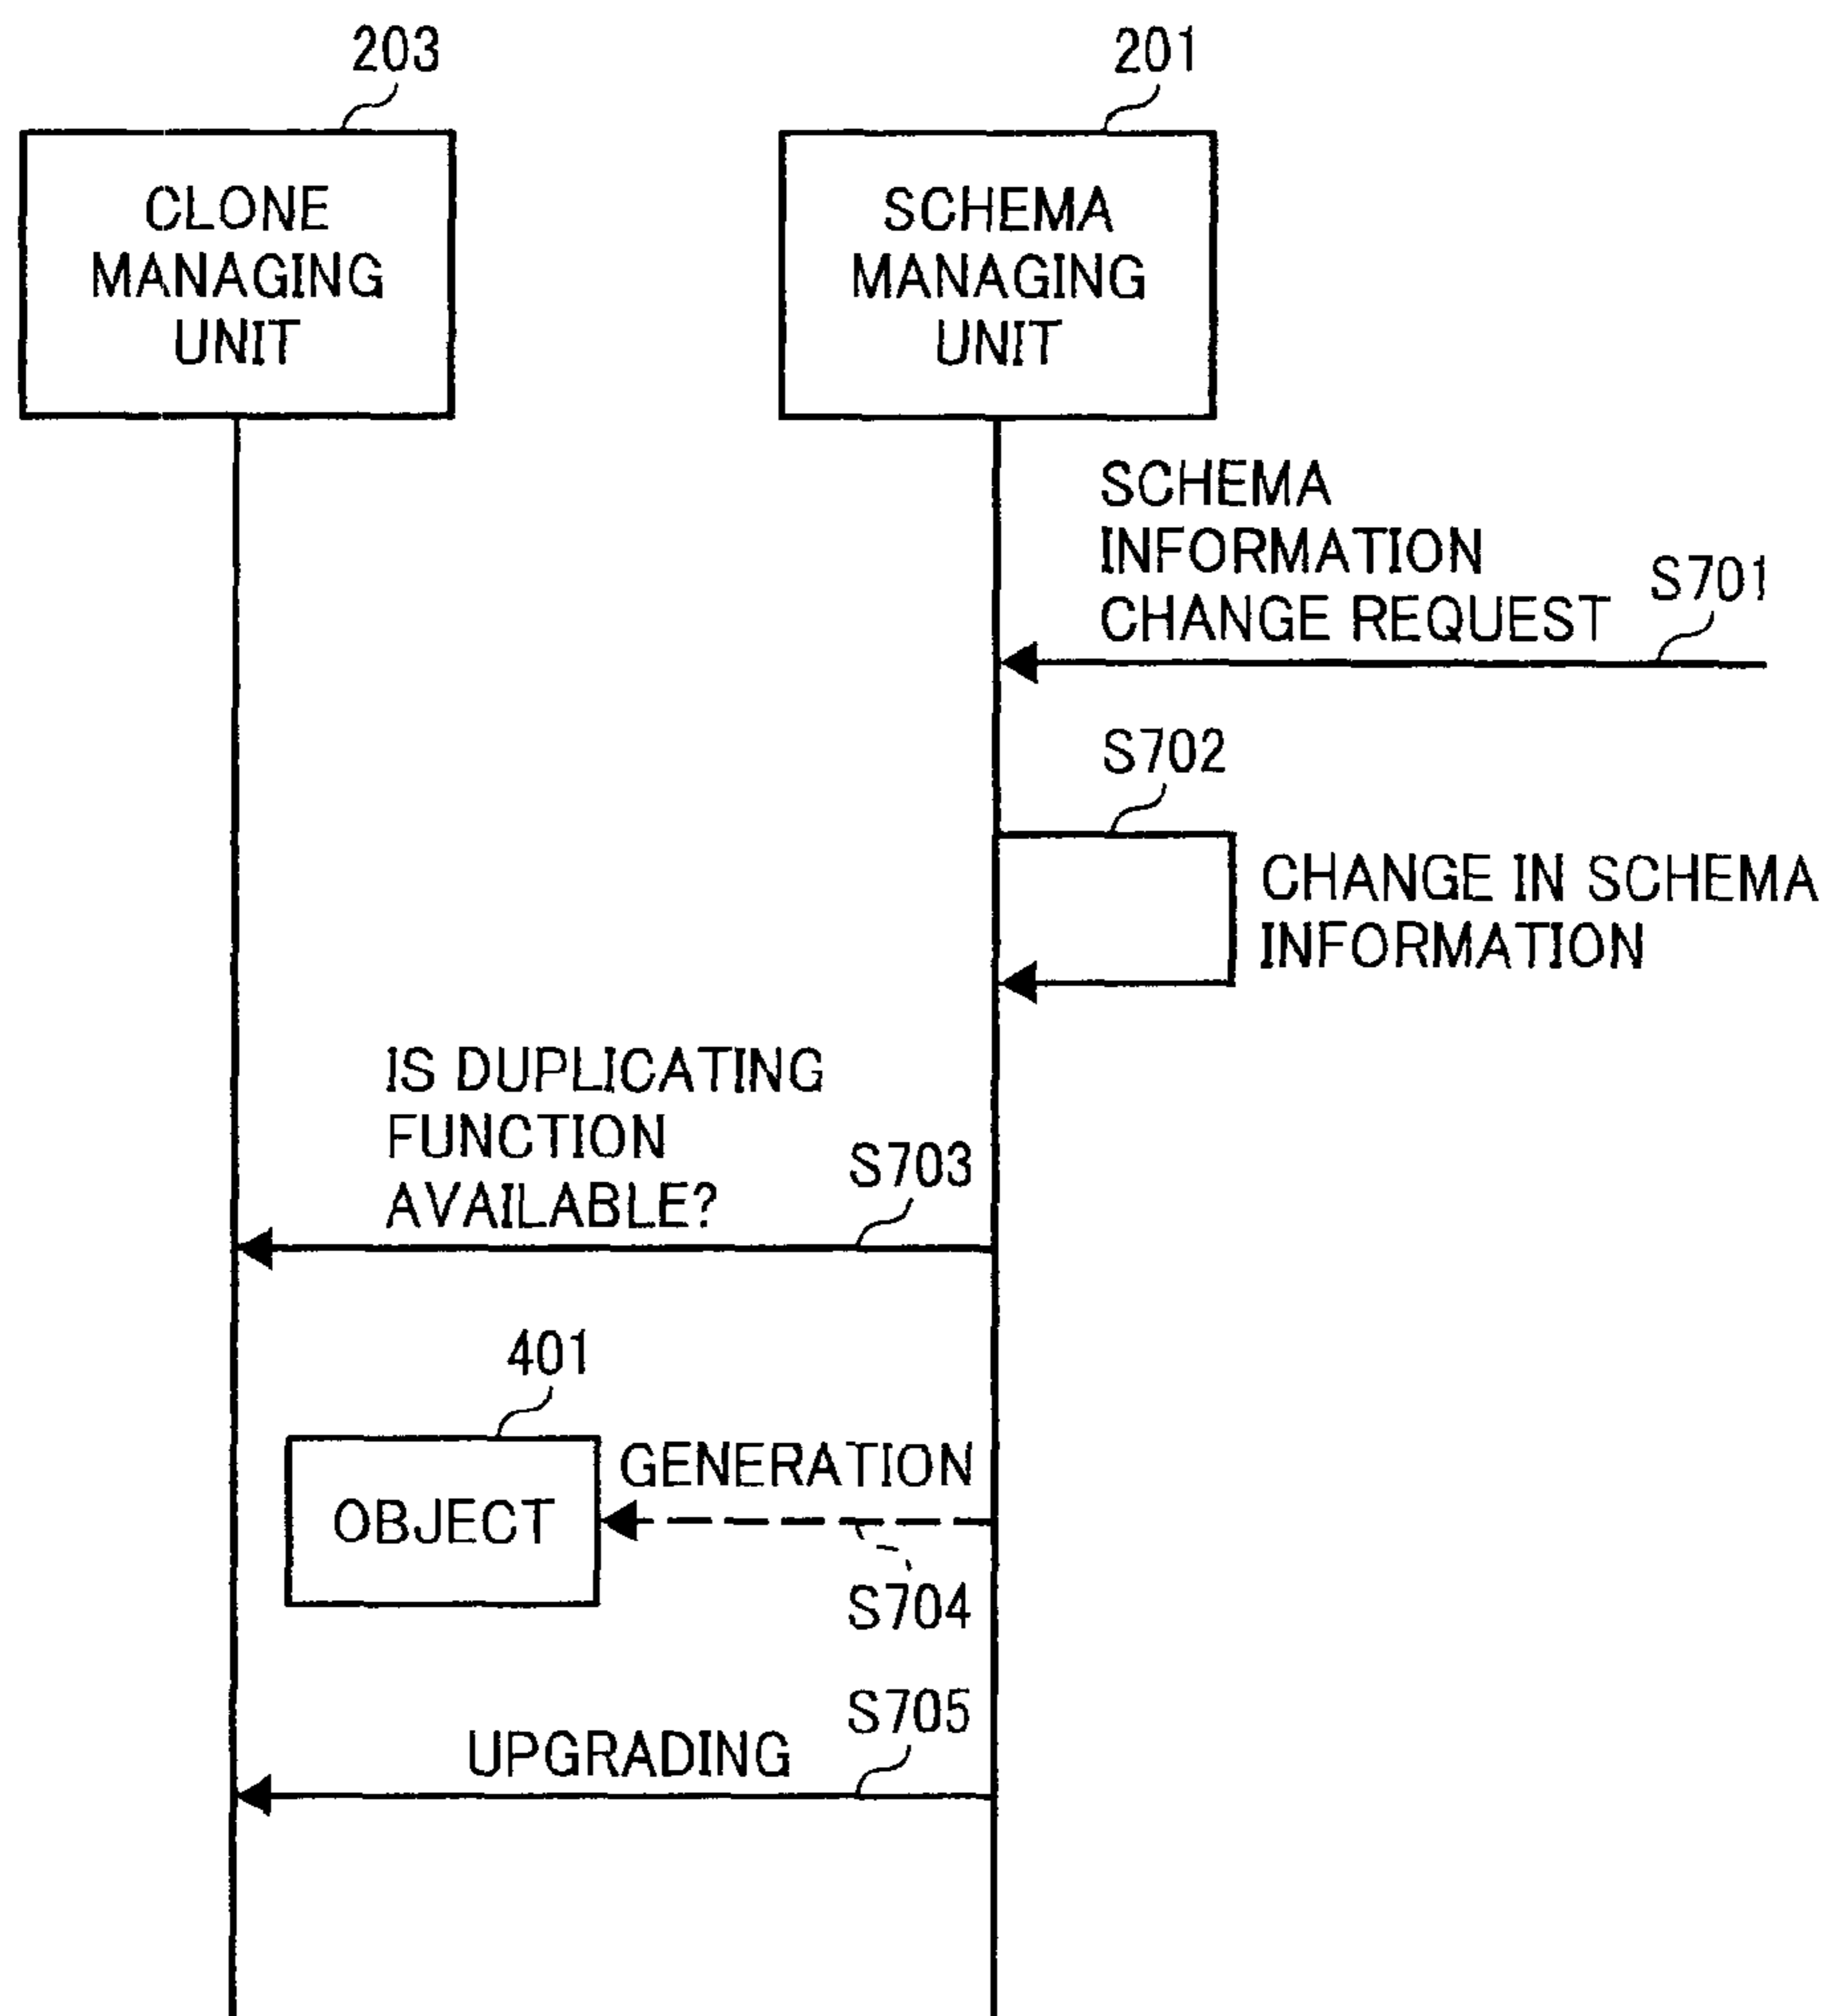 203
201
CLONE
MANAGING
UNIT
SCHEMA
MANAGING
UNIT
SCHEMA
INFORMATION
CHANGE REQUEST
S701
S702
CHANGE IN SCHEMA
INFORMATION
IS DUPLICATING
FUNCTION
AVAILABLE?
S703
401
OBJECT
GENERATION
S704
S705
UPGRADING